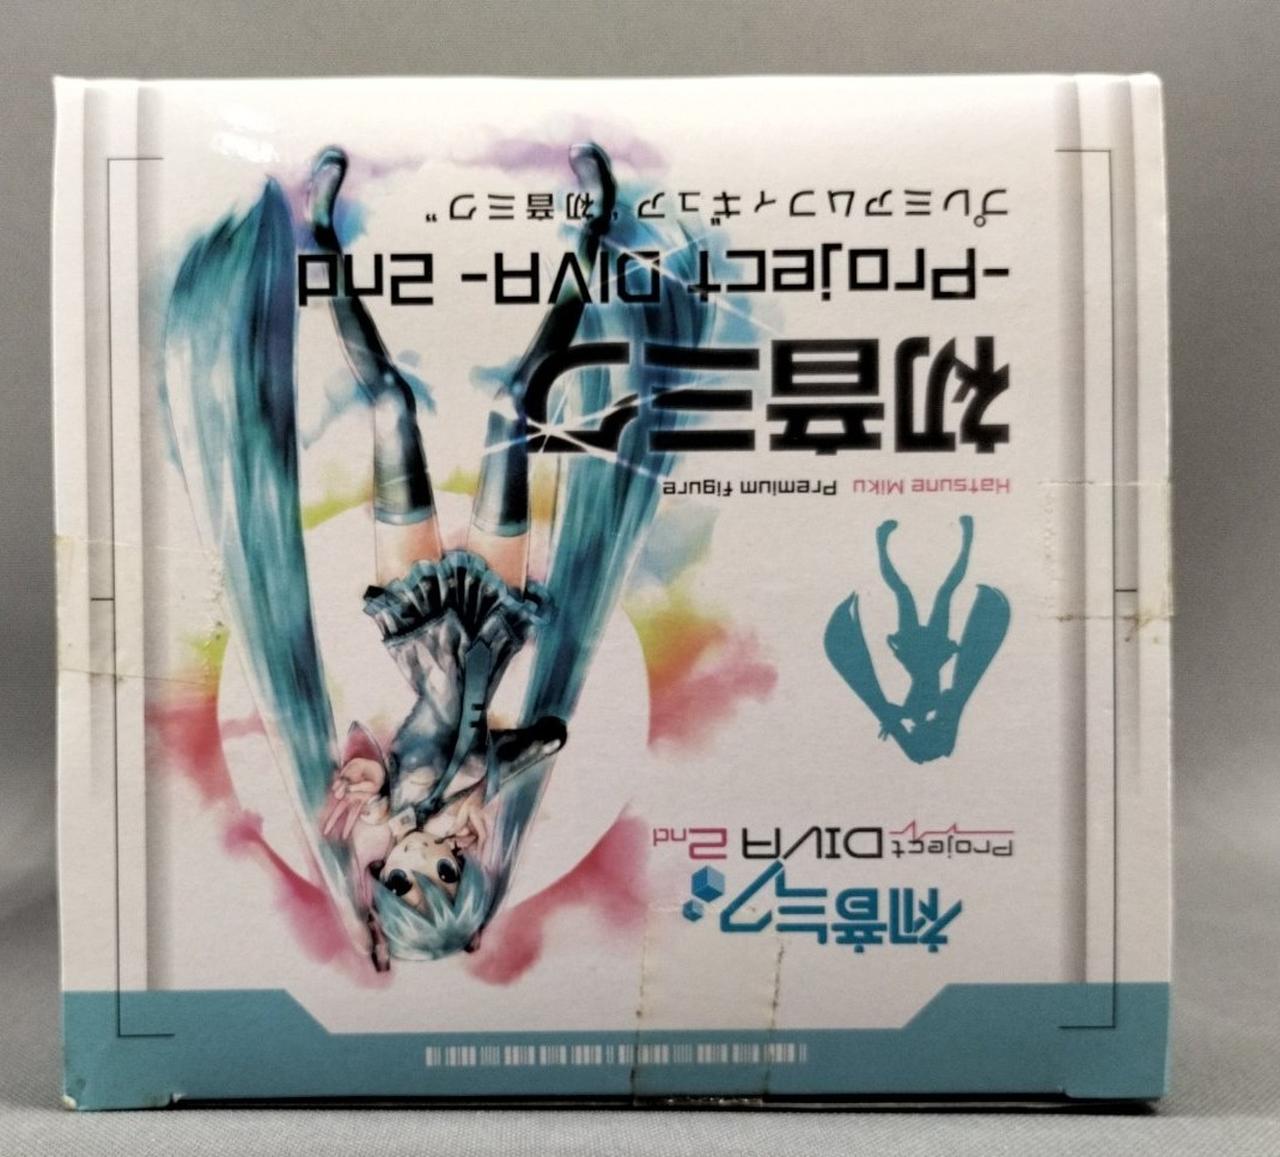 初音ミク
Project DIVA 2nd
Hatsune Miku Premium figure
初音ミク
-Project DIVA- 2nd
プレミアムフィギュア“初音ミク”